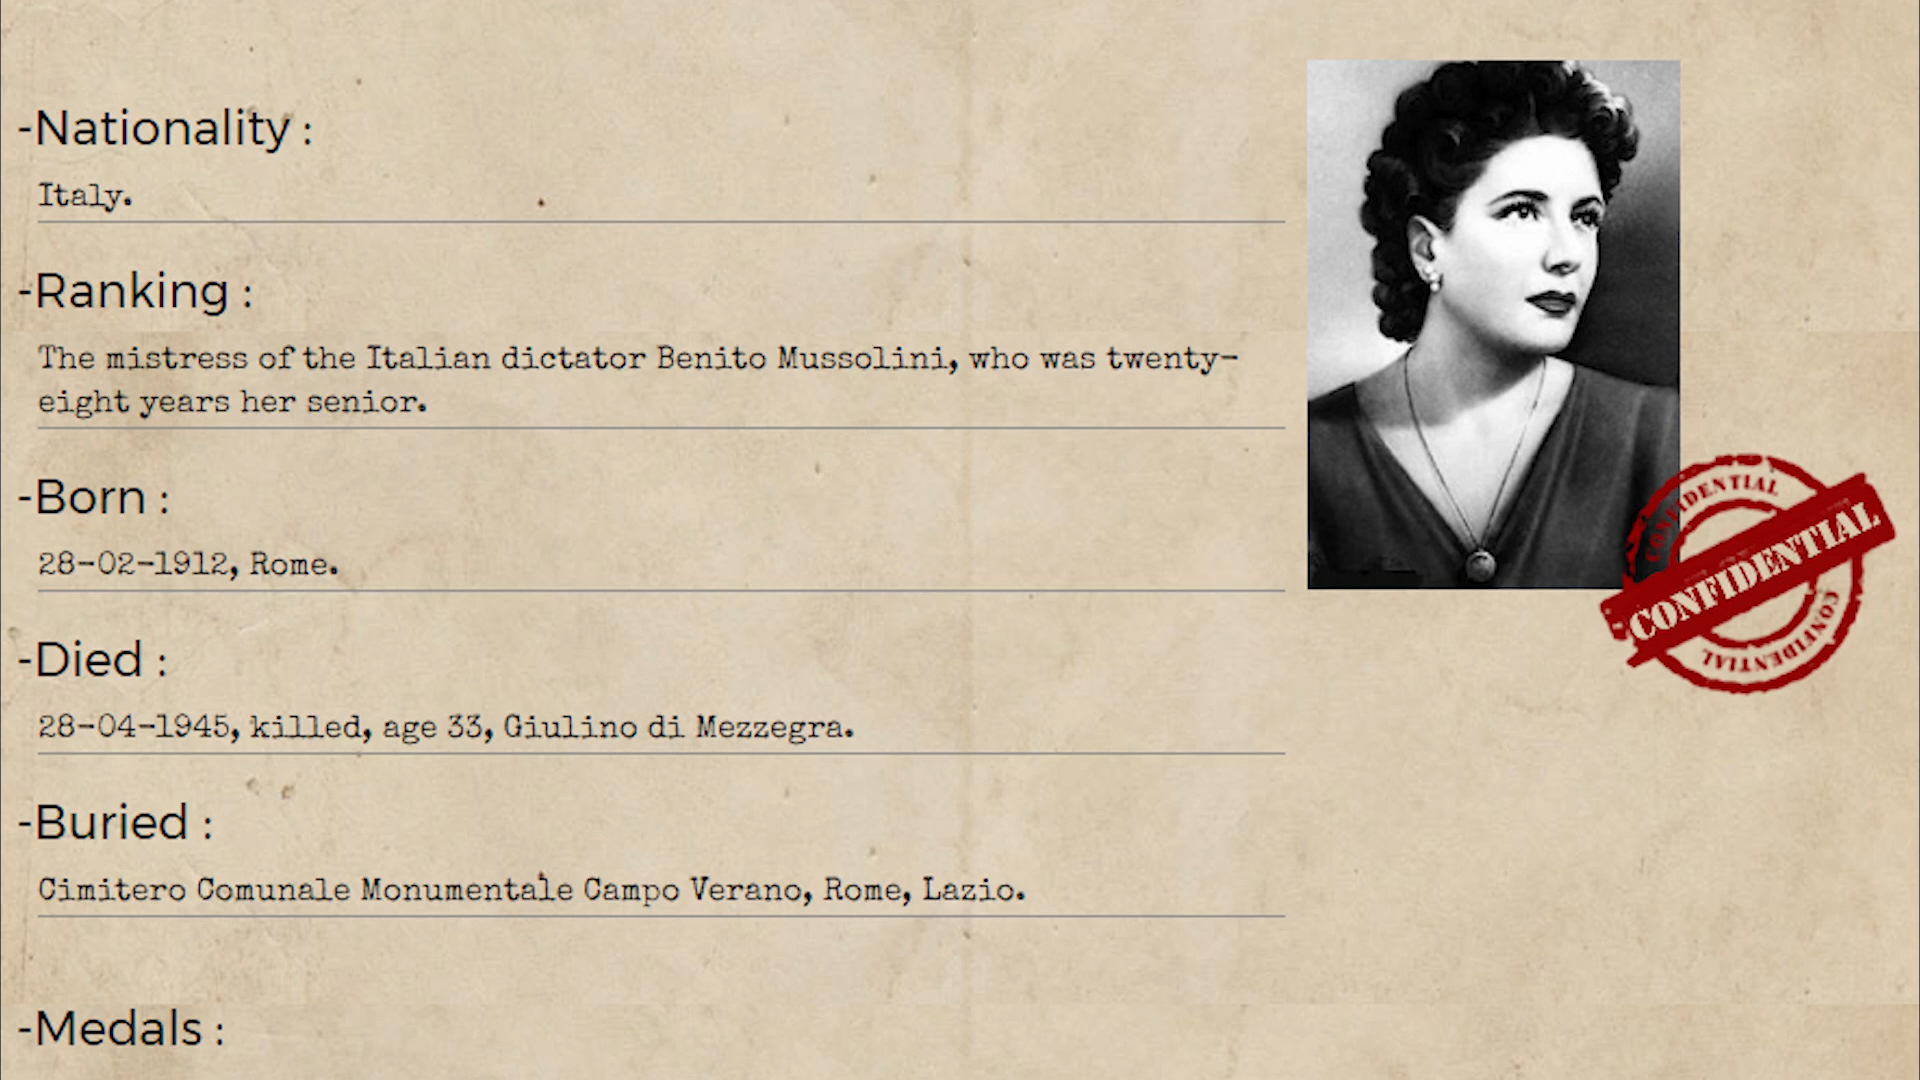 -Nationality :
Italy.
-Ranking :
The mistress of the Italian dictator Benito Mussolini, who was twenty-
eight years her senior.
-Born :
28-02-1912, Rome.
-Died :
28-04-1945, killed, age 33, Giulino di Mezzegra.
-Buried :
Cimitero Comunale Monumentale Campo Verano, Rome, Lazio.
-Medals :
CONFIDENTIAL
CONFIDENTIAL
CONFIDENTIAL